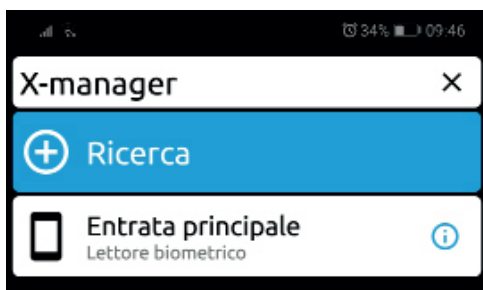 34% 09:46
X-manager
Ricerca
Entrata principale
Lettore biometrico